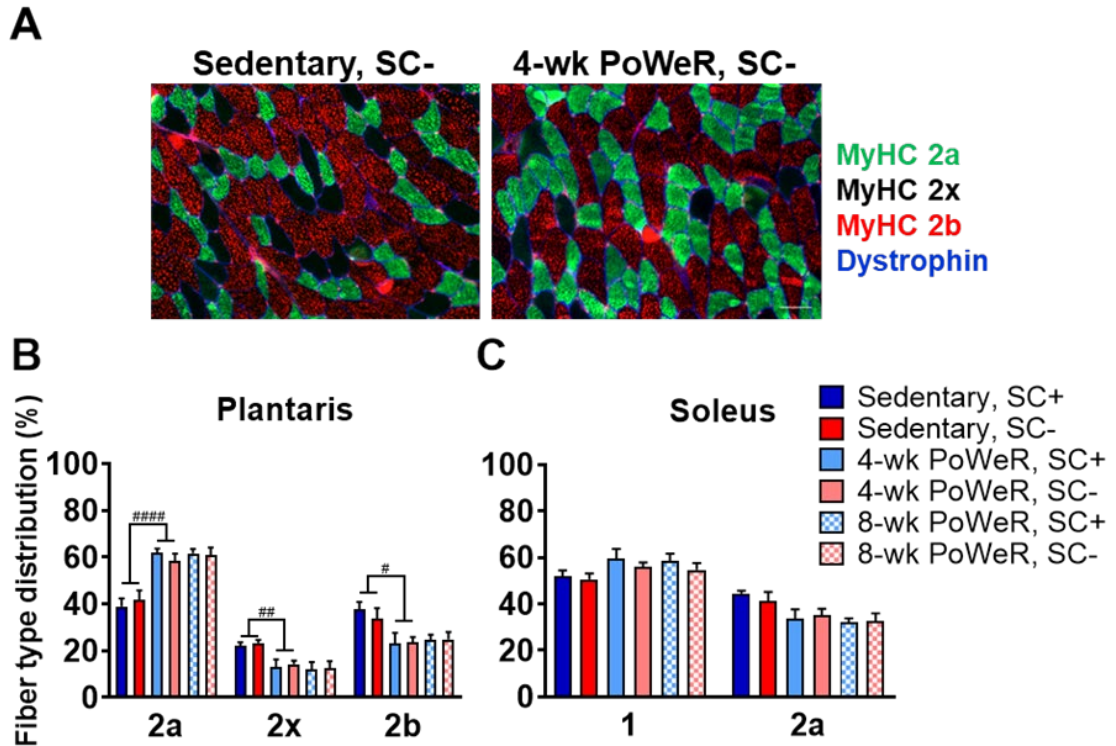 A
Sedentary, SC-
4-wk PoWeR, SC-
MyHC 2a
MyHC 2x
MyHC 2b
Dystrophin
B
Plantaris
Fiber type distribution (%)
100
80
60
40
20
0
####
##
#
2a
2x
2b
C
Soleus
100
80
60
40
20
0
1
2a
Sedentary, SC+
Sedentary, SC-
4-wk PoWeR, SC+
4-wk PoWeR, SC-
8-wk PoWeR, SC+
8-wk PoWeR, SC-